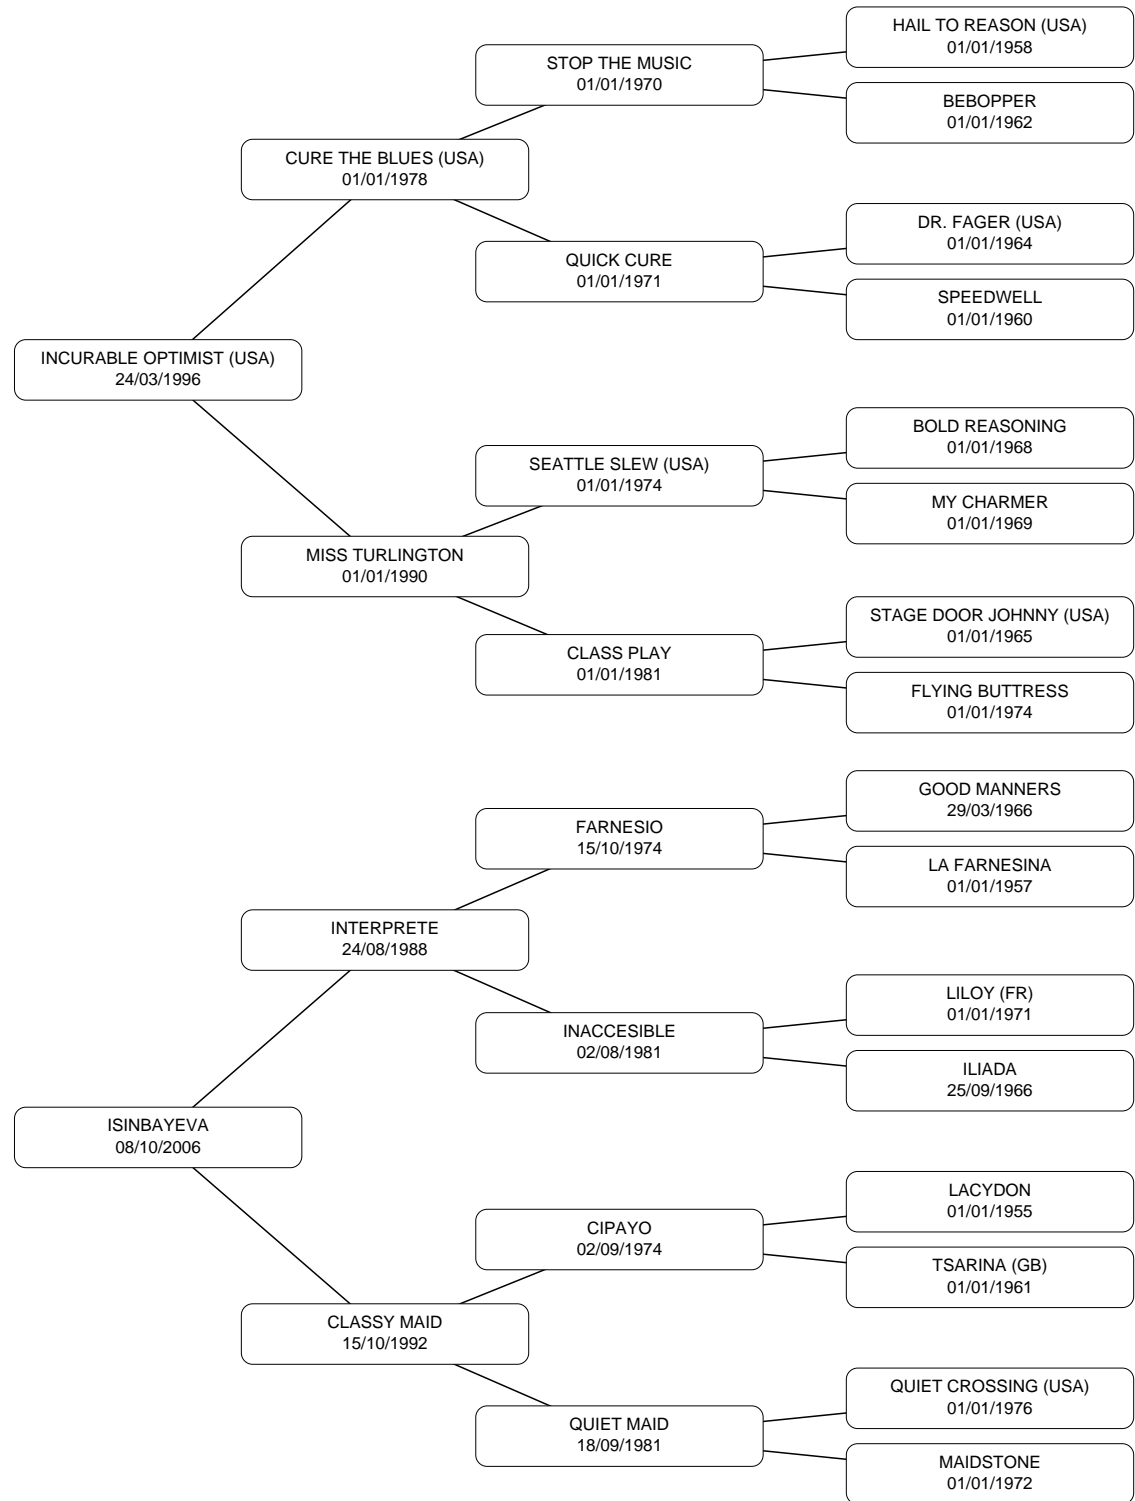 HAIL TO REASON (USA)
01/01/1958
STOP THE MUSIC
01/01/1970
BEBOPPER
01/01/1962
CURE THE BLUES (USA)
01/01/1978
DR. FAGER (USA)
01/01/1964
QUICK CURE
01/01/1971
SPEEDWELL
01/01/1960
INCURABLE OPTIMIST (USA)
24/03/1996
BOLD REASONING
01/01/1968
SEATTLE SLEW (USA)
01/01/1974
MY CHARMER
01/01/1969
MISS TURLINGTON
01/01/1990
STAGE DOOR JOHNNY (USA)
01/01/1965
CLASS PLAY
01/01/1981
FLYING BUTTRESS
01/01/1974
GOOD MANNERS
29/03/1966
FARNESIO
15/10/1974
LA FARNESINA
01/01/1957
INTERPRETE
24/08/1988
LILOY (FR)
01/01/1971
INACCESIBLE
02/08/1981
ILIADA
25/09/1966
ISINBAYEVA
08/10/2006
LACYDON
01/01/1955
CIPAYO
02/09/1974
TSARINA (GB)
01/01/1961
CLASSY MAID
15/10/1992
QUIET CROSSING (USA)
01/01/1976
QUIET MAID
18/09/1981
MAIDSTONE
01/01/1972